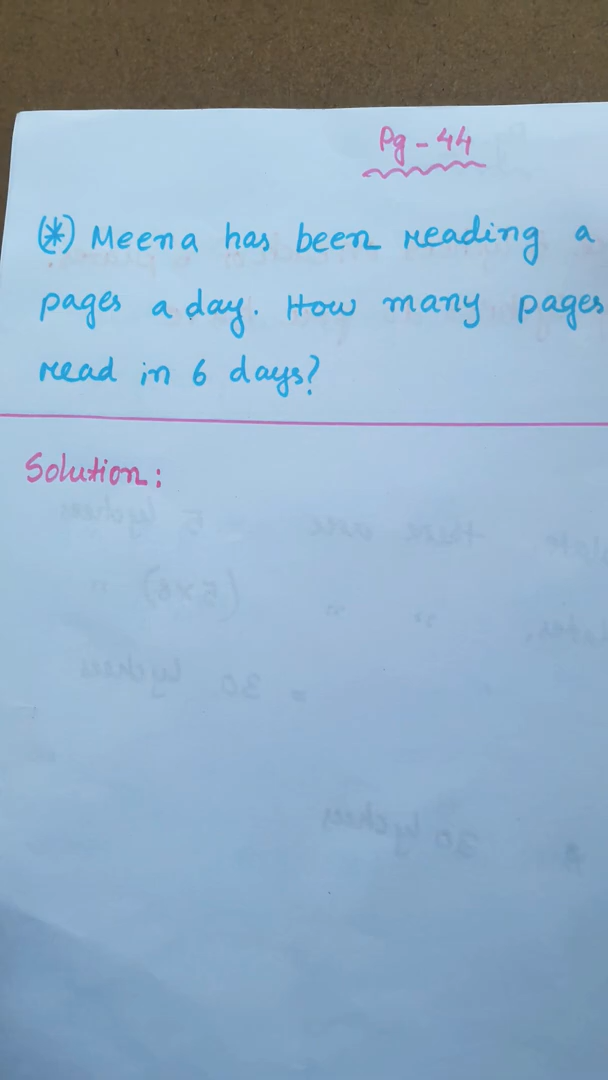 Pg - 44
(*) Meena has been reading a
pages a day. How many pages
read in 6 days?
Solution: